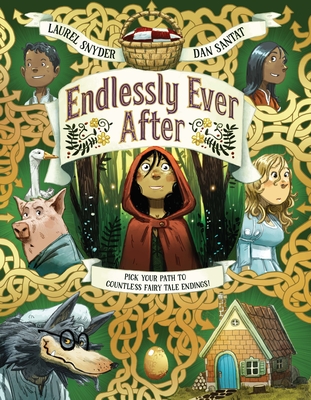 LAUREL SNYDER
DAN SANTAT
Endlessly Ever
After
PICK YOUR PATH TO
COUNTLESS FAIRY TALE ENDINGS!